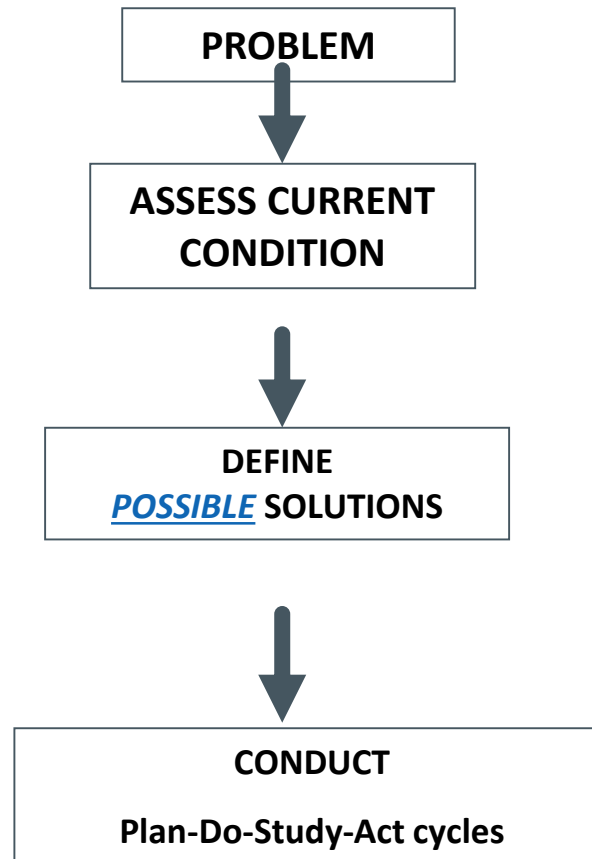 PROBLEM
ASSESS CURRENT
CONDITION
DEFINE
POSSIBLE SOLUTIONS
CONDUCT
Plan-Do-Study-Act cycles